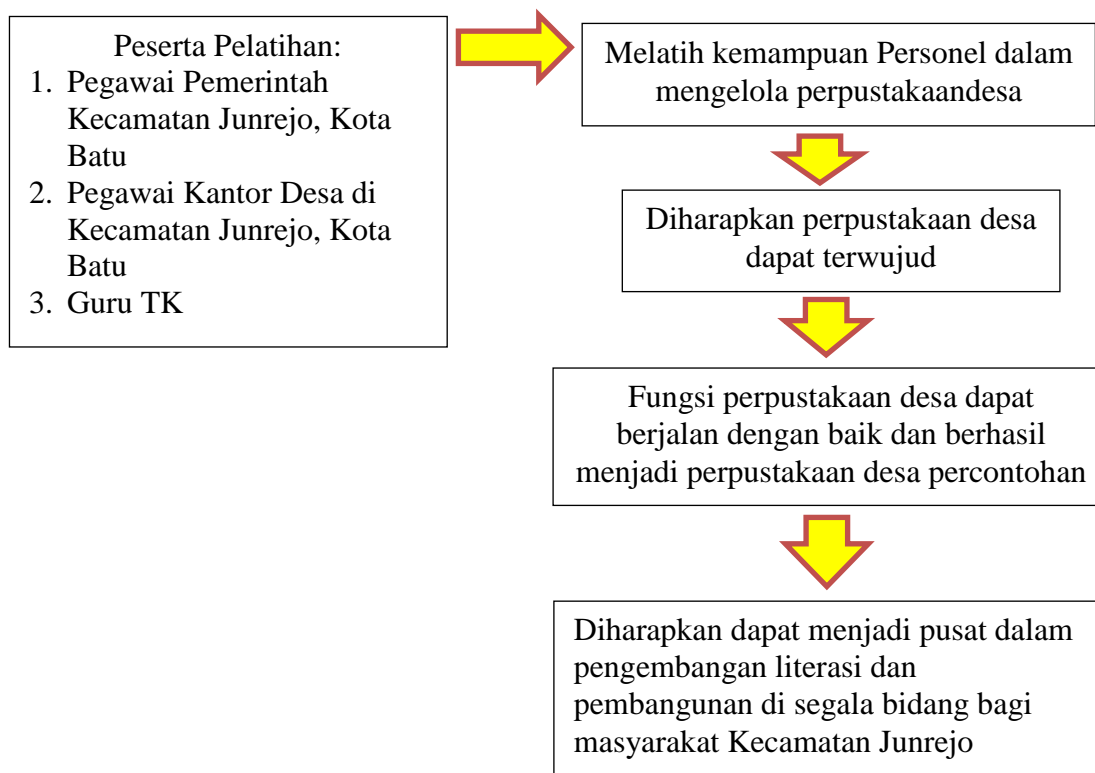 Peserta Pelatihan:
1. Pegawai Pemerintah
Kecamatan Junrejo, Kota
Batu
2. Pegawai Kantor Desa di
Kecamatan Junrejo, Kota
Batu
3. Guru TK
Melatih kemampuan Personel dalam
mengelola perpustakaandesa
Diharapkan perpustakaan desa
dapat terwujud
Fungsi perpustakaan desa dapat
berjalan dengan baik dan berhasil
menjadi perpustakaan desa percontohan
Diharapkan dapat menjadi pusat dalam
pengembangan literasi dan
pembangunan di segala bidang bagi
masyarakat Kecamatan Junrejo